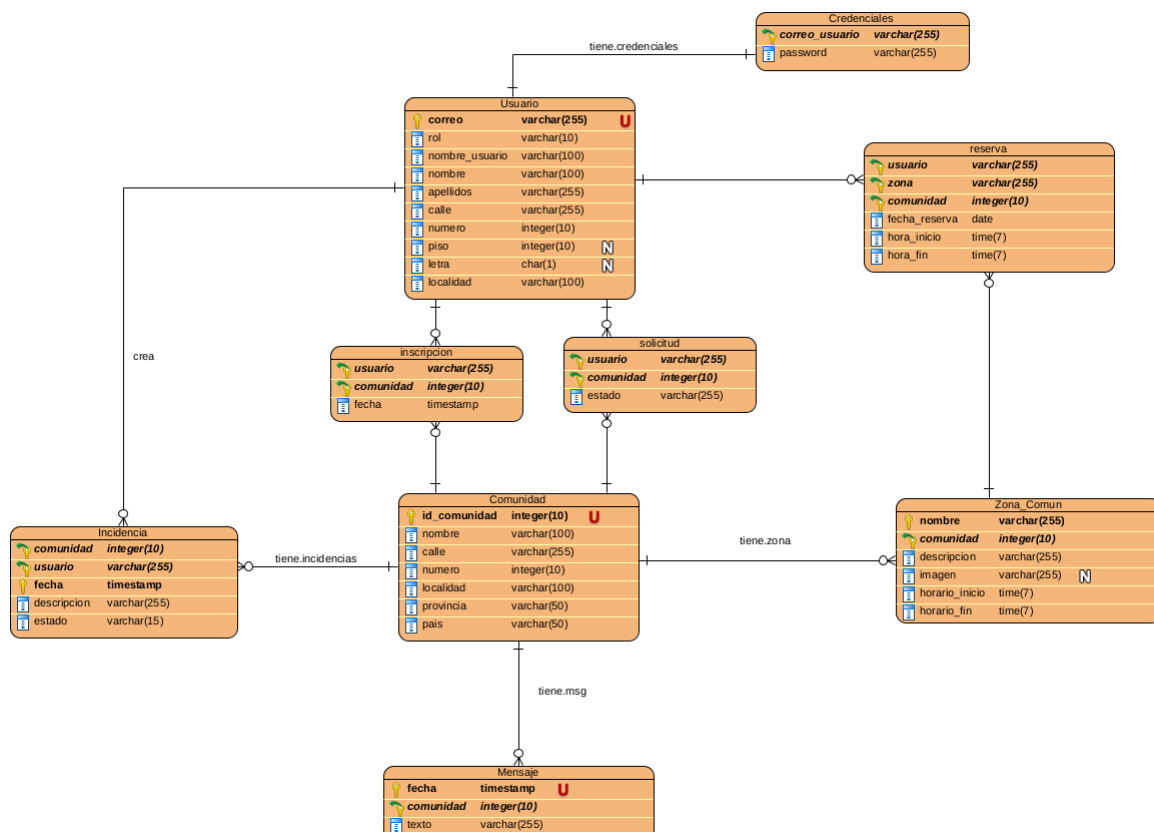 Credenciales
correo_usuario varchar(255)
password varchar(255)
tiene.credenciales
Usuario
correo varchar(255) U
rol varchar(10)
nombre_usuario varchar(100)
nombre varchar(100)
apellidos varchar(255)
calle varchar(255)
numero integer(10)
piso integer(10) N
letra char(1) N
localidad varchar(100)
reserva
usuario varchar(255)
zona varchar(255)
comunidad integer(10)
fecha_reserva date
hora_inicio time(7)
hora_fin time(7)
crea
inscripcion
usuario varchar(255)
comunidad integer(10)
fecha timestamp
solicitud
usuario varchar(255)
comunidad integer(10)
estado varchar(255)
Incidencia
comunidad integer(10)
usuario varchar(255)
fecha timestamp
descripcion varchar(255)
estado varchar(15)
tiene.incidencias
Comunidad
id_comunidad integer(10) U
nombre varchar(100)
calle varchar(255)
numero integer(10)
localidad varchar(100)
provincia varchar(50)
pais varchar(50)
tiene.zona
Zona_Comun
nombre varchar(255)
comunidad integer(10)
descripcion varchar(255)
imagen varchar(255) N
horario_inicio time(7)
horario_fin time(7)
tiene.msg
Mensaje
fecha timestamp U
comunidad integer(10)
texto varchar(255)